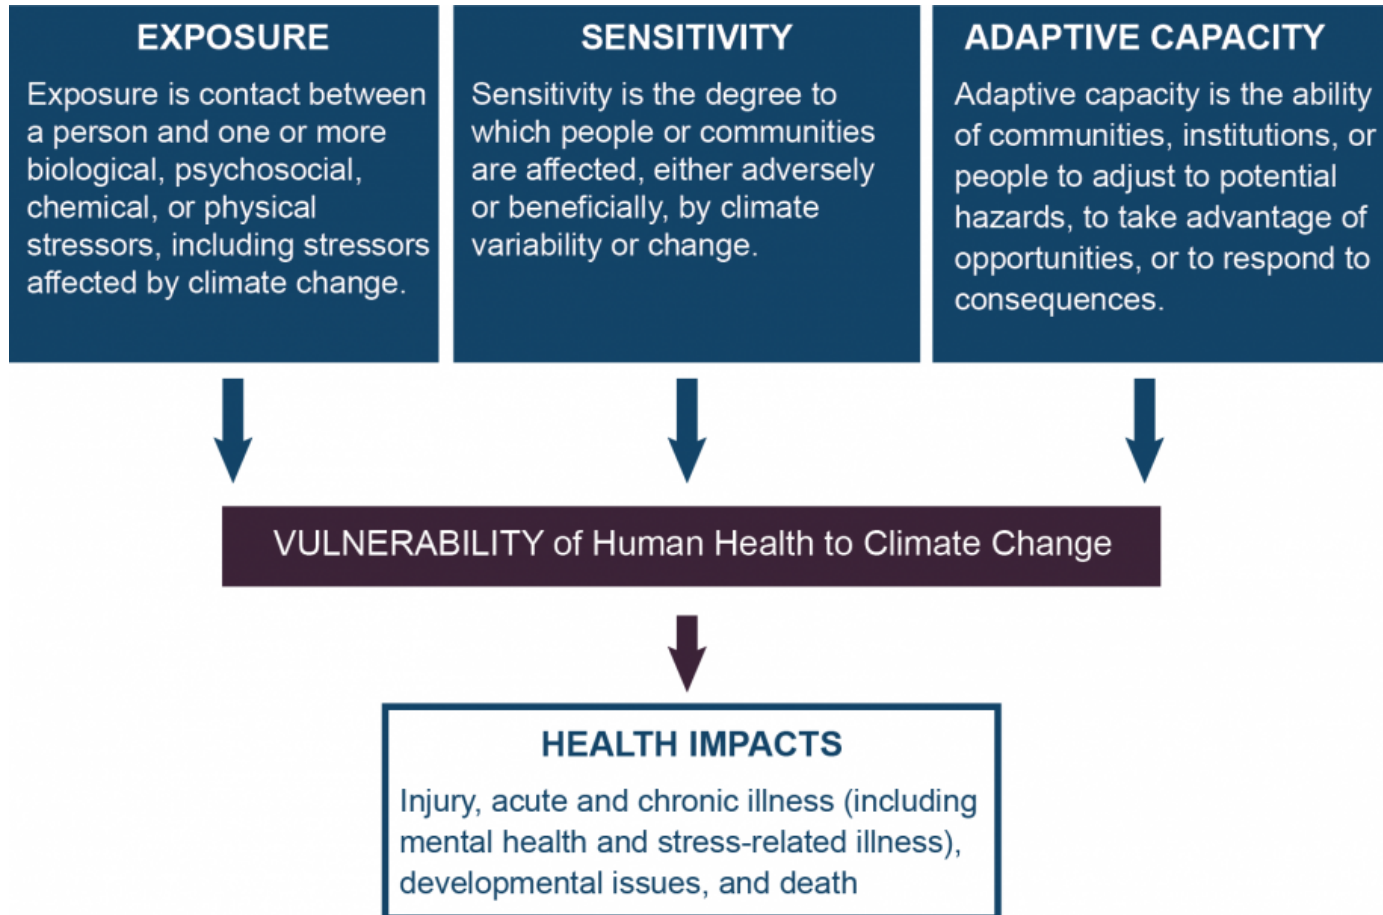 EXPOSURE
Exposure is contact between
a person and one or more
biological, psychosocial,
chemical, or physical
stressors, including stressors
affected by climate change.
SENSITIVITY
Sensitivity is the degree to
which people or communities
are affected, either adversely
or beneficially, by climate
variability or change.
ADAPTIVE CAPACITY
Adaptive capacity is the ability
of communities, institutions, or
people to adjust to potential
hazards, to take advantage of
opportunities, or to respond to
consequences.
VULNERABILITY of Human Health to Climate Change
HEALTH IMPACTS
Injury, acute and chronic illness (including
mental health and stress-related illness),
developmental issues, and death